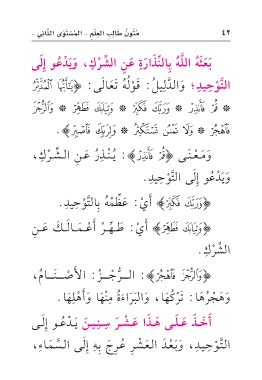 ٤٢ مُتُونُ طَالِبِ العِلْمِ - المُسْتَوَى الثَّانِي -
بَعَثَهُ اللَّهُ بِالنِّذَارَةِ عَنِ الشِّرْكِ، وَيَدْعُو إِلَى
التَّوْحِيدِ؛ وَالدَّلِيلُ: قَوْلُهُ تَعَالَى: ﴿يَٰٓأَيُّهَا ٱلْمُدَّثِّرُ
* قُمْ فَأَنذِرْ * وَرَبَّكَ فَكَبِّرْ * وَثِيَابَكَ فَطَهِّرْ * وَٱلرُّجْزَ
فَٱهْجُرْ * وَلَا تَمْنُن تَسْتَكْثِرُ * وَلِرَبِّكَ فَٱصْبِرْ﴾.
وَمَعْنَى ﴿قُمْ فَأَنذِرْ﴾: يُنْذِرُ عَنِ الشِّرْكِ،
وَيَدْعُو إِلَى التَّوْحِيدِ.
﴿وَرَبَّكَ فَكَبِّرْ﴾ أَيْ: عَظِّمْهُ بِالتَّوْحِيدِ.
﴿وَثِيَابَكَ فَطَهِّرْ﴾ أَيْ: طَهِّرْ أَعْمَالَكَ عَنِ
الشِّرْكِ.
﴿وَٱلرُّجْزَ فَٱهْجُرْ﴾: الرُّجْزُ: الأَصْنَامُ،
وَهَجْرُهَا: تَرْكُهَا، وَالبَرَاءَةُ مِنْهَا وَأَهْلِهَا.
أَخَذَ عَلَى هَذَا عَشْرَ سِنِينَ يَدْعُو إِلَى
التَّوْحِيدِ، وَبَعْدَ العَشْرِ عُرِجَ بِهِ إِلَى السَّمَاءِ،